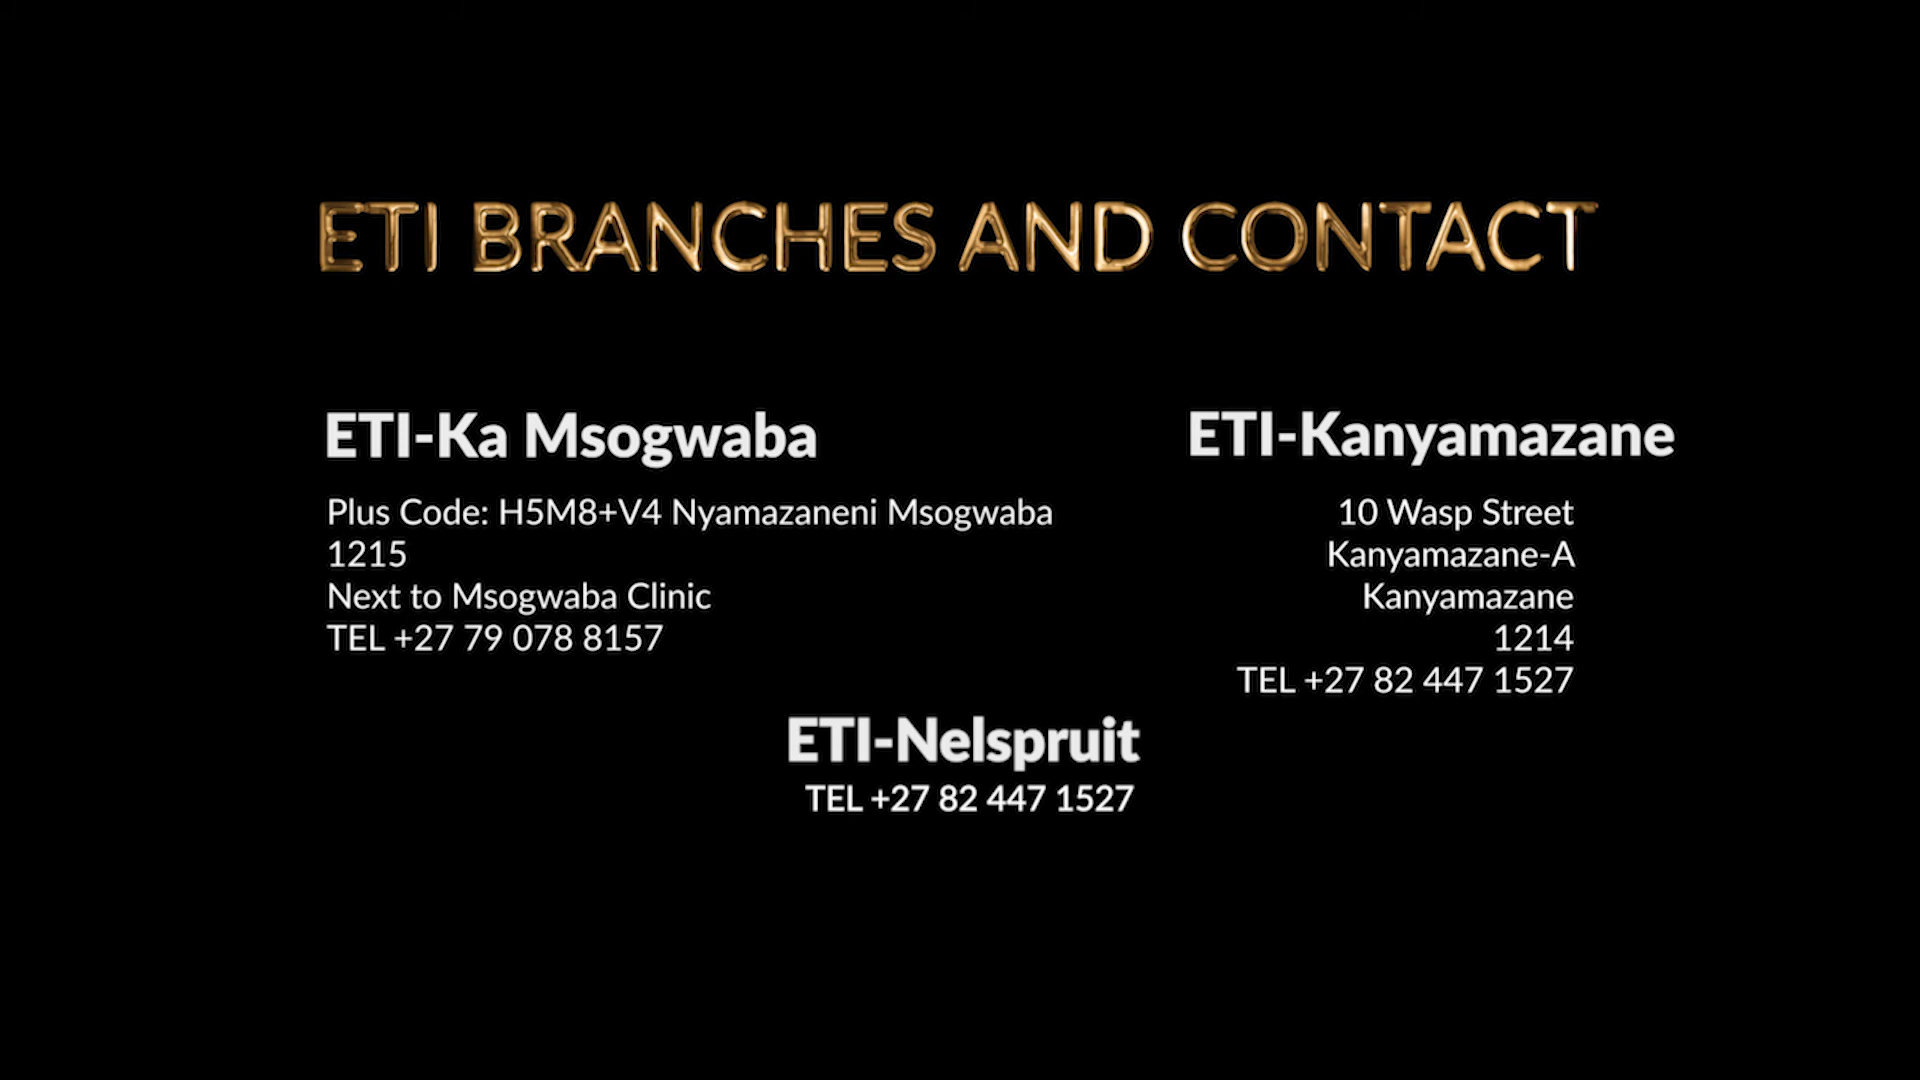 ETI BRANCHES AND CONTACT
ETI-Ka Msogwaba
Plus Code: H5M8+V4 Nyamazaneni Msogwaba
1215
Next to Msogwaba Clinic
TEL +27 79 078 8157
ETI-Kanyamazane
10 Wasp Street
Kanyamazane-A
Kanyamazane
1214
TEL +27 82 447 1527
ETI-Nelspruit
TEL +27 82 447 1527